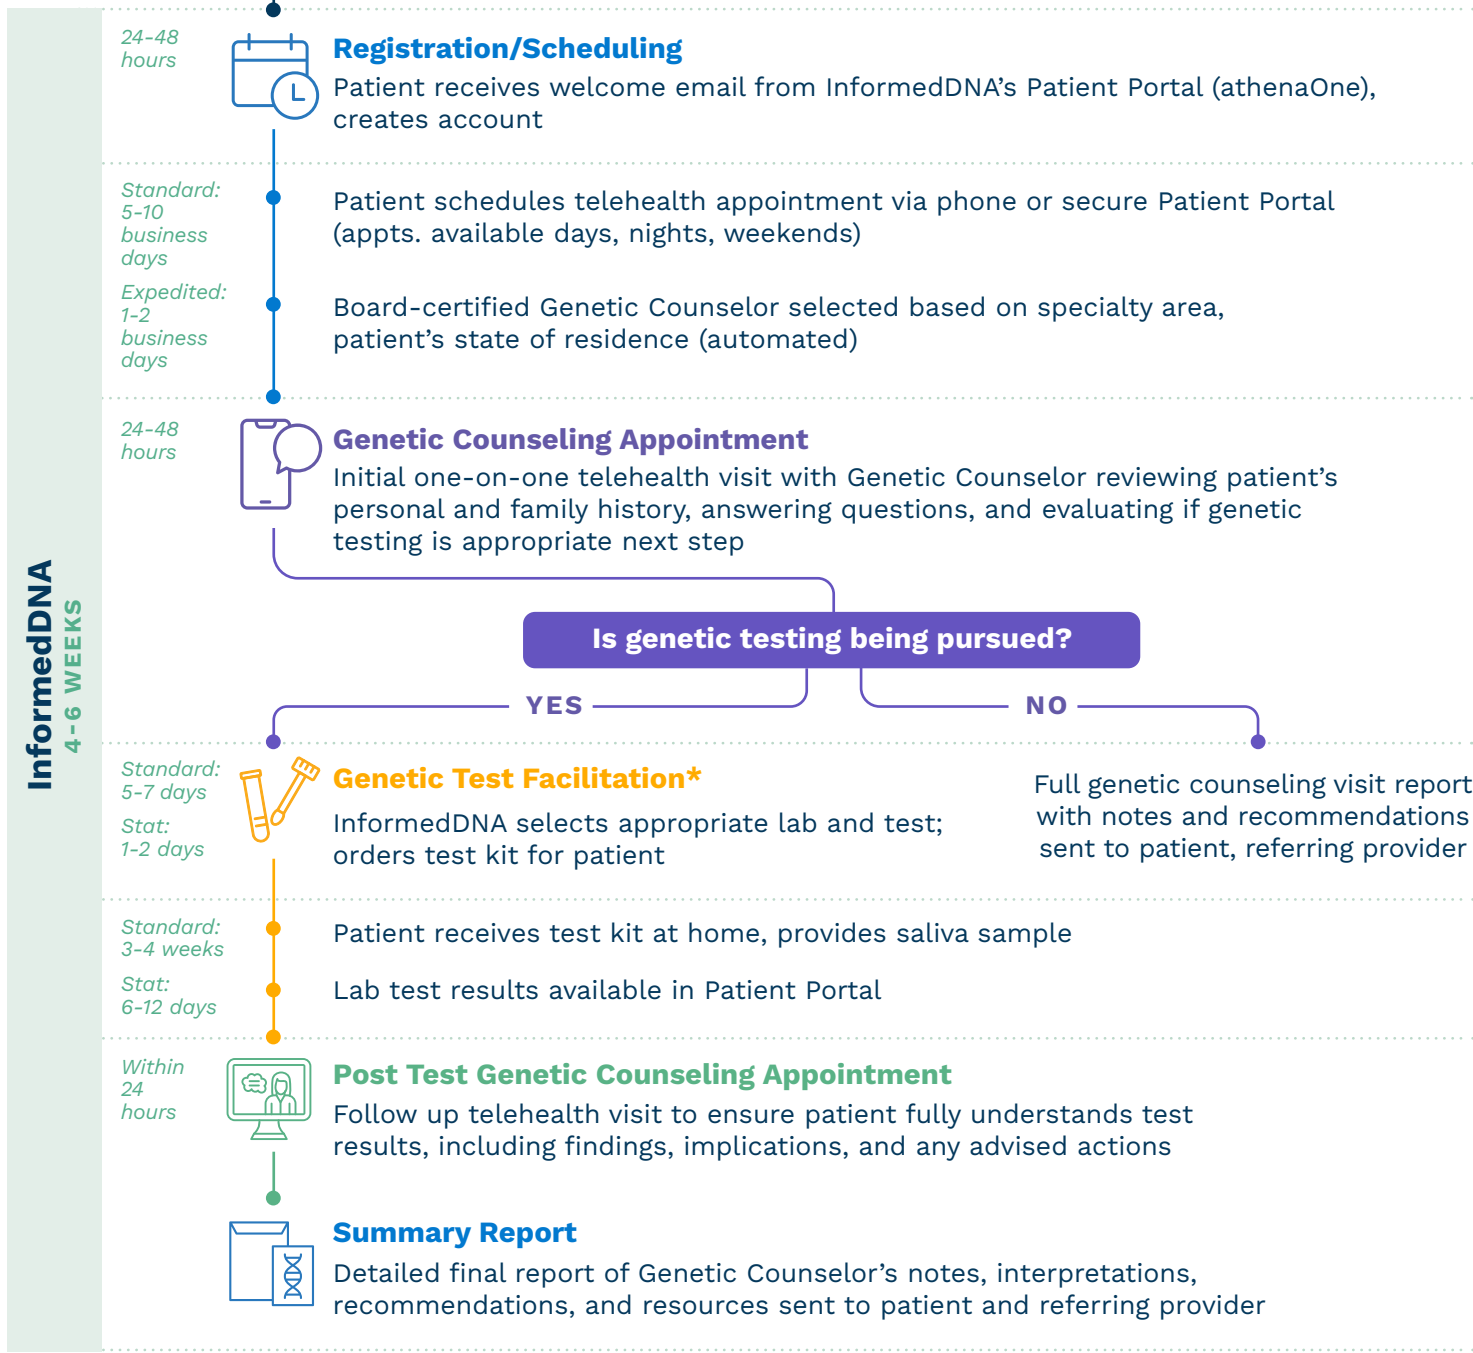 InformedDNA
4-6 WEEKS
24-48
hours
Registration/Scheduling
Patient receives welcome email from InformedDNA’s Patient Portal (athenaOne),
creates account
Standard:
5-10
business
days
Patient schedules telehealth appointment via phone or secure Patient Portal
(appts. available days, nights, weekends)
Expedited:
1-2
business
days
Board-certified Genetic Counselor selected based on specialty area,
patient’s state of residence (automated)
24-48
hours
Genetic Counseling Appointment
Initial one-on-one telehealth visit with Genetic Counselor reviewing patient’s
personal and family history, answering questions, and evaluating if genetic
testing is appropriate next step
Is genetic testing being pursued?
YES
NO
Standard:
5-7 days
Stat:
1-2 days
Genetic Test Facilitation*
InformedDNA selects appropriate lab and test;
orders test kit for patient
Full genetic counseling visit report
with notes and recommendations
sent to patient, referring provider
Standard:
3-4 weeks
Patient receives test kit at home, provides saliva sample
Stat:
6-12 days
Lab test results available in Patient Portal
Within
24
hours
Post Test Genetic Counseling Appointment
Follow up telehealth visit to ensure patient fully understands test
results, including findings, implications, and any advised actions
Summary Report
Detailed final report of Genetic Counselor’s notes, interpretations,
recommendations, and resources sent to patient and referring provider